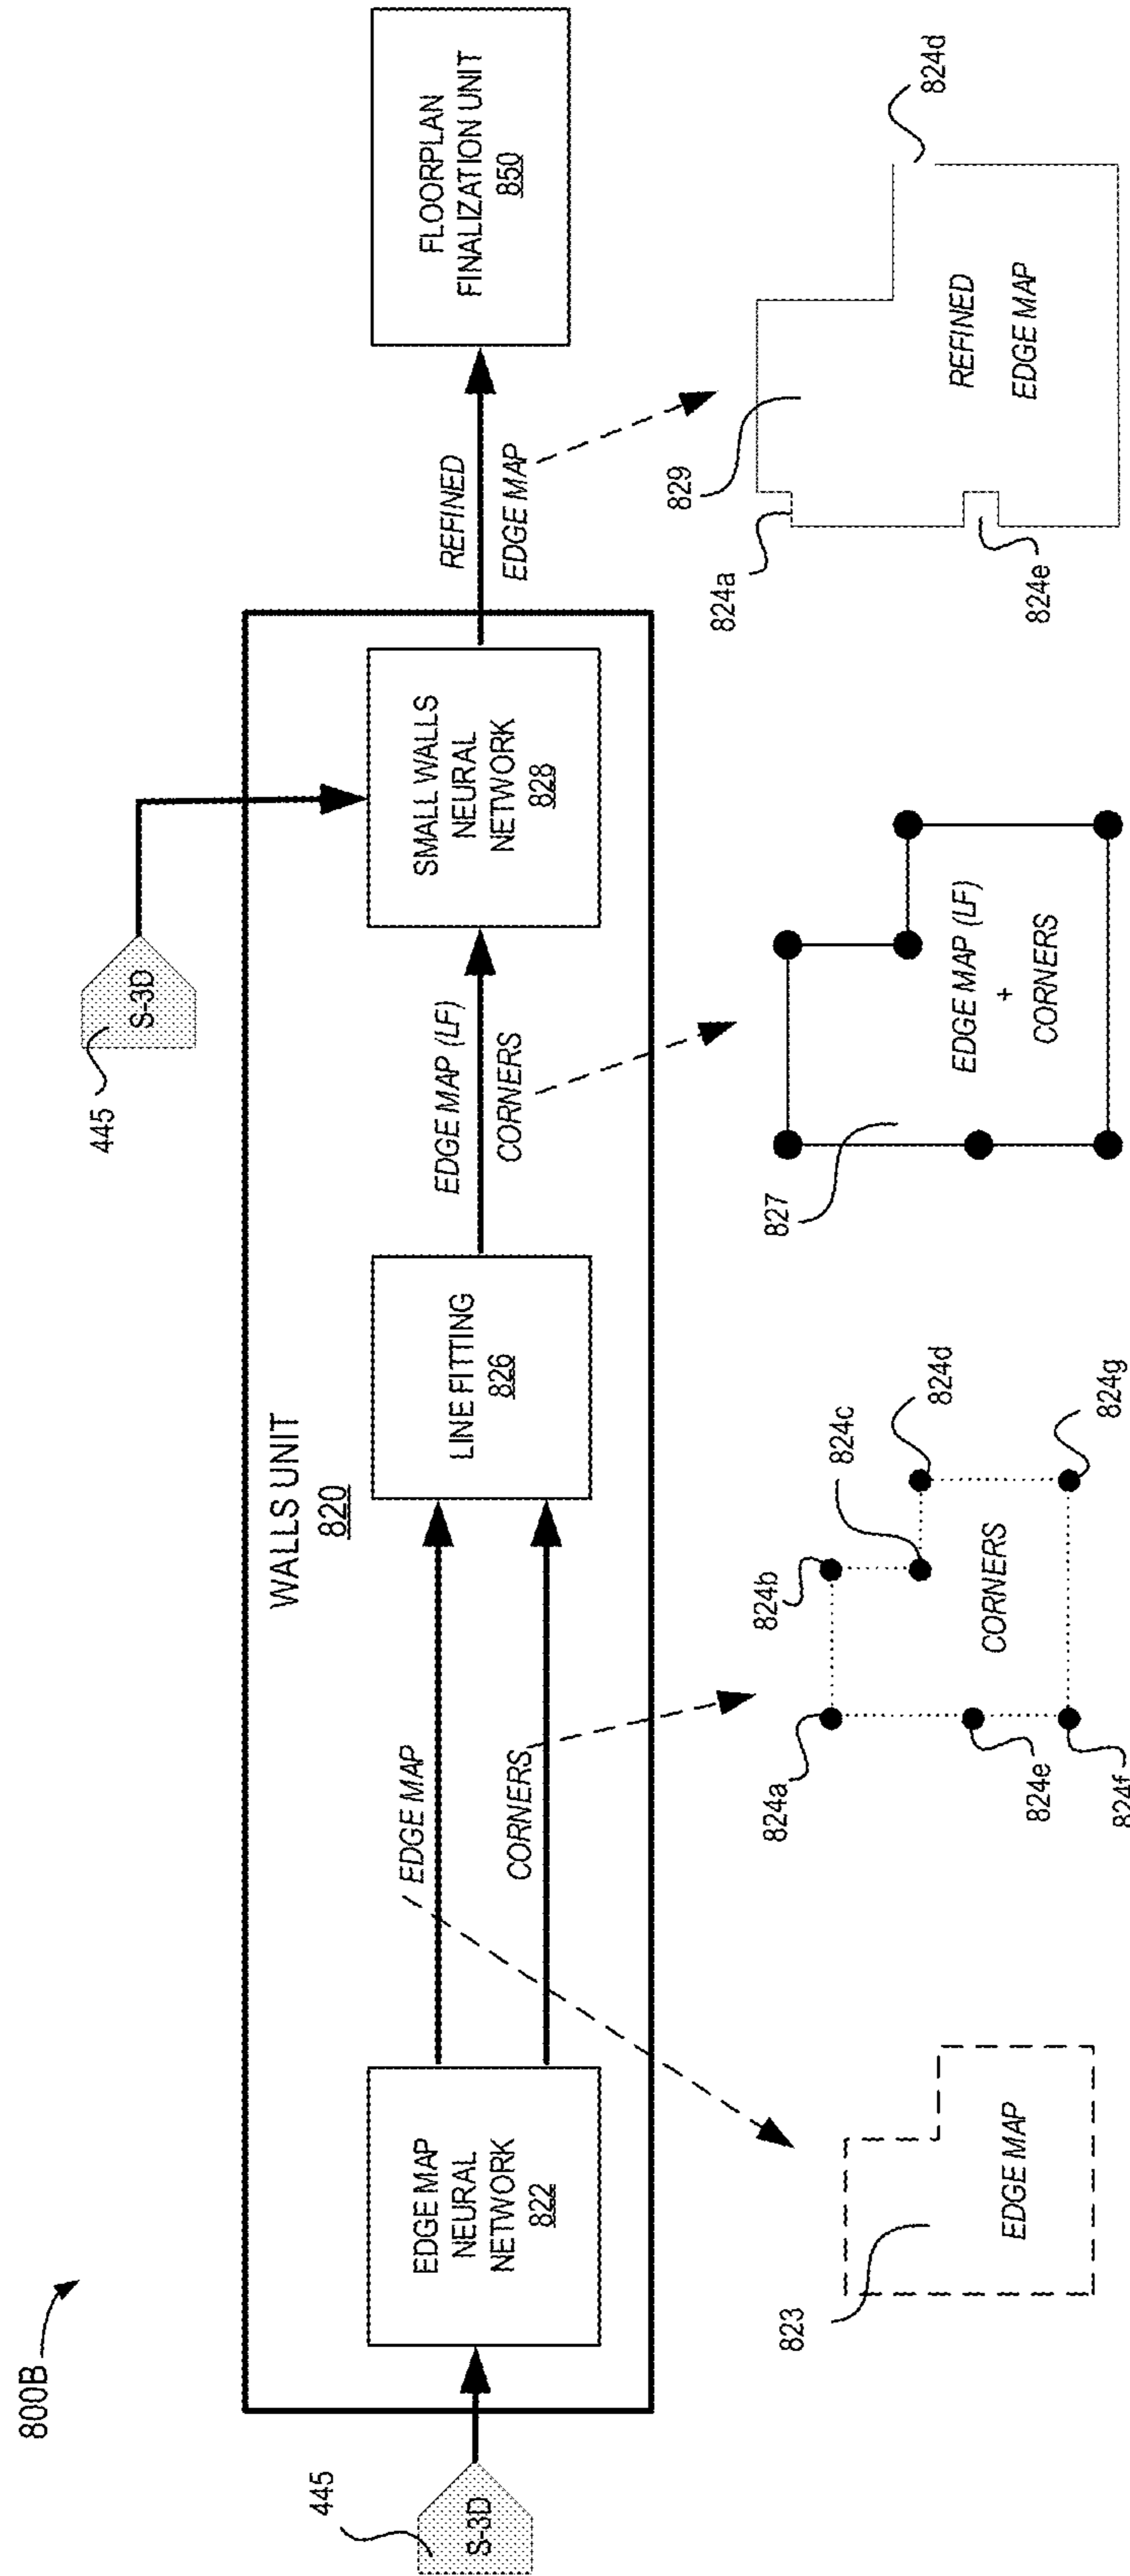 800B
445
S-3D
WALLS UNIT
820
EDGE MAP
NEURAL
NETWORK
822
EDGE MAP
CORNERS
LINE FITTING
826
EDGE MAP (LF)
CORNERS
445
S-3D
SMALL WALLS
NEURAL
NETWORK
828
REFINED
EDGE MAP
FLOORPLAN
FINALIZATION UNIT
850
823
EDGE MAP
824a
824b
824c
824d
824e
824f
824g
CORNERS
827
EDGE MAP (LF)
+
CORNERS
829
824a
824e
824d
REFINED
EDGE MAP